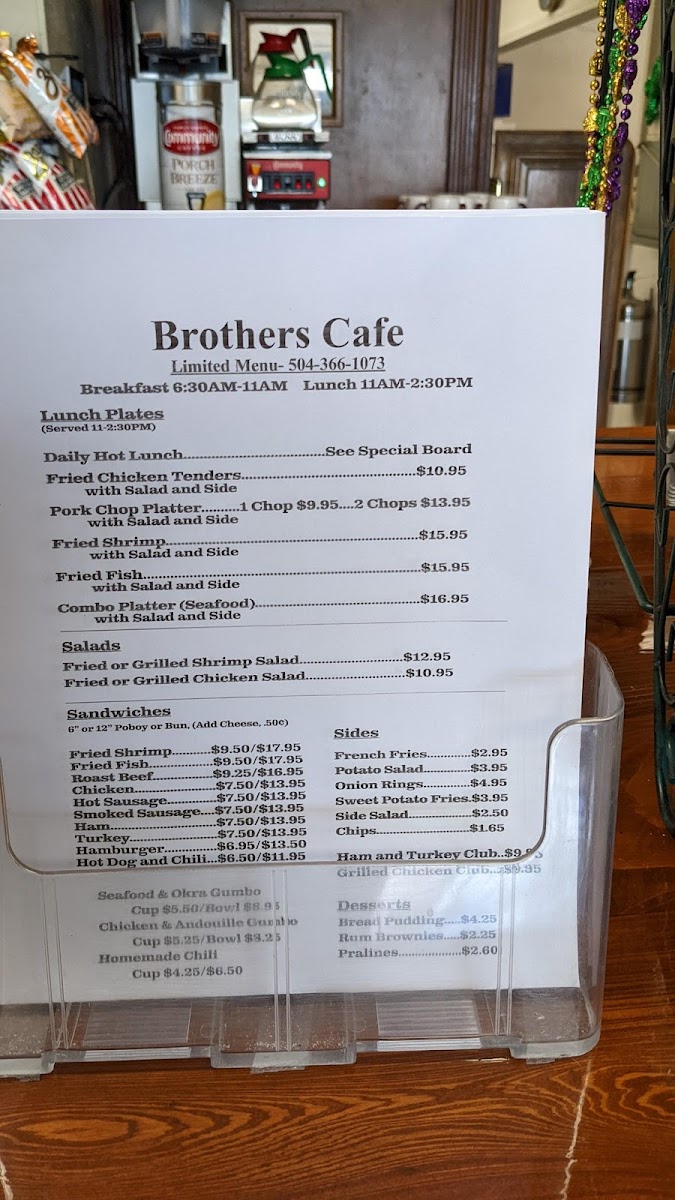 Community
COFFEE
PORCH
BREEZE
Community
Brothers Cafe
Limited Menu- 504-366-1073
Breakfast 6:30AM-11AM Lunch 11AM-2:30PM
Lunch Plates
(Served 11-2:30PM)
Daily Hot Lunch..................................See Special Board
Fried Chicken Tenders..........................................$10.95
with Salad and Side
Pork Chop Platter..........1 Chop $9.95....2 Chops $13.95
with Salad and Side
Fried Shrimp.............................................................$15.95
with Salad and Side
Fried Fish...................................................................$15.95
with Salad and Side
Combo Platter (Seafood)........................................$16.95
with Salad and Side
Salads
Fried or Grilled Shrimp Salad.........................$12.95
Fried or Grilled Chicken Salad........................$10.95
Sandwiches
6" or 12" Poboy or Bun, (Add Cheese, .50¢)
Fried Shrimp..........$9.50/$17.95
Fried Fish................$9.50/$17.95
Roast Beef...............$9.25/$16.95
Chicken....................$7.50/$13.95
Hot Sausage............$7.50/$13.95
Smoked Sausage....$7.50/$13.95
Ham...........................$7.50/$13.95
Turkey......................$7.50/$13.95
Hamburger..............$6.95/$13.50
Hot Dog and Chili...$6.50/$11.95
Seafood & Okra Gumbo
Cup $5.50/Bowl $8.95
Chicken & Andouille Gumbo
Cup $5.25/Bowl $8.25
Homemade Chili
Cup $4.25/$6.50
Sides
French Fries............$2.95
Potato Salad.............$3.95
Onion Rings..............$4.95
Sweet Potato Fries.$3.95
Side Salad.................$2.50
Chips..........................$1.65
Ham and Turkey Club..$9.95
Grilled Chicken Club...$9.95
Desserts
Bread Pudding.....$4.25
Rum Brownies.....$2.25
Pralines..................$2.60